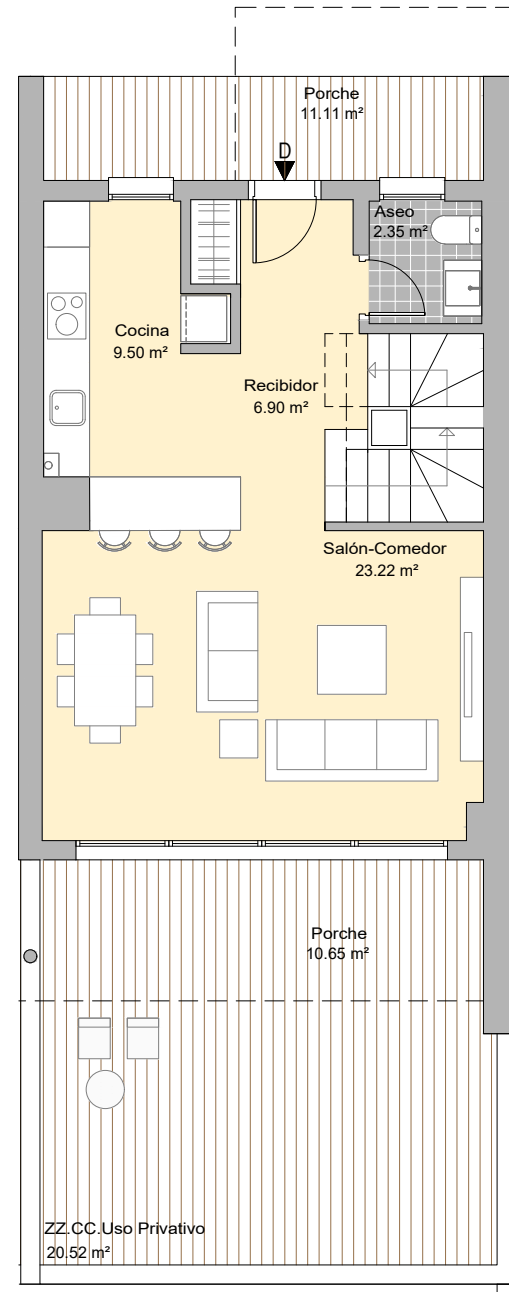 Porche
11.11 m²
D
Aseo
2.35 m²
Cocina
9.50 m²
Recibidor
6.90 m²
Salón-Comedor
23.22 m²
Porche
10.65 m²
ZZ.CC.Uso Privativo
20.52 m²